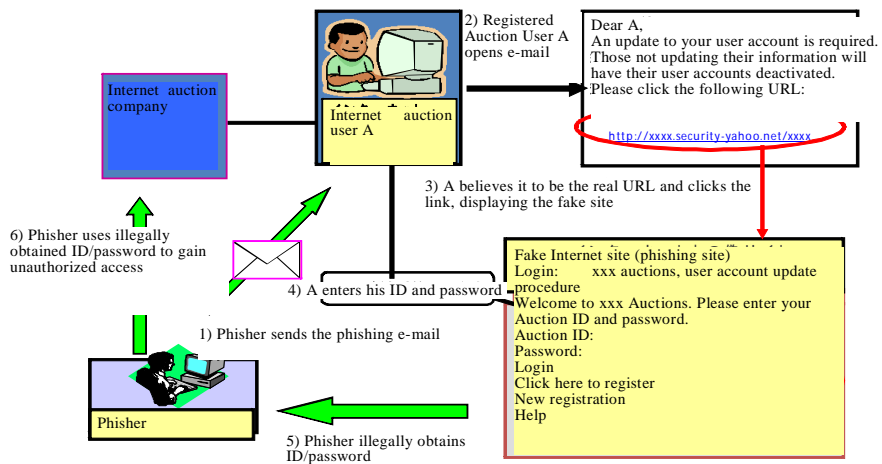 2) Registered
Auction User A
opens e-mail
Dear A,
An update to your user account is required.
Those not updating their information will
have their user accounts deactivated.
Please click the following URL:
http://xxxx.security-yahoo.net/xxxx
Internet auction
company
Internet auction
user A
3) A believes it to be the real URL and clicks the
link, displaying the fake site
6) Phisher uses illegally
obtained ID/password to gain
unauthorized access
4) A enters his ID and password
Fake Internet site (phishing site)
Login: xxx auctions, user account update
procedure
Welcome to xxx Auctions. Please enter your
Auction ID and password.
Auction ID:
Password:
Login
Click here to register
New registration
Help
1) Phisher sends the phishing e-mail
Phisher
5) Phisher illegally obtains
ID/password